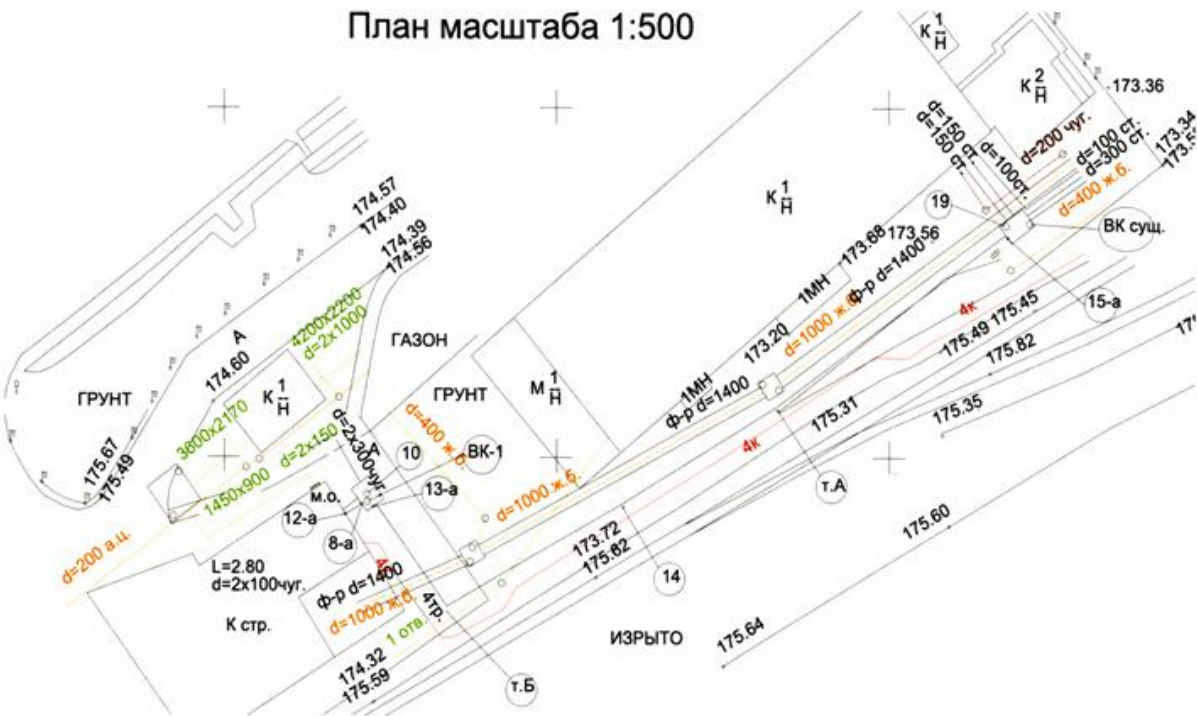 План масштаба 1:500
К 1 Н
К 2 Н
173.36
d=150 ст.
d=150 ст.
d=100ст.
d=200 чуг.
d=100 ст.
d=300 ст.
173.34
d=400 ж.б.
19
ВК сущ.
К 1 Н
174.57
174.40
174.39
174.56
173.68
173.56
ф-р d=1400
1МН
15-а
4200х2200
d=2х1000
А
174.60
ГАЗОН
173.20
4к
175.49
175.45
175.82
ГРУНТ
К 1 Н
ГРУНТ
М 1 Н
1МН
ф-р d=1400
175.31
175.35
3600х2170
d=400 ж.б.
175.67
175.49
1450х900
d=2х150
d=2х300чуг.
А
10
ВК-1
4к
т.А
м.о.
13-а
d=1000 ж.б.
12-а
8-а
173.72
175.62
175.60
d=200 а.ц.
L=2.80
d=2х100чуг.
ф-р d=1400
14
К стр.
4тр.
1 отв.
ИЗРЫТО
175.64
174.32
175.59
т.Б